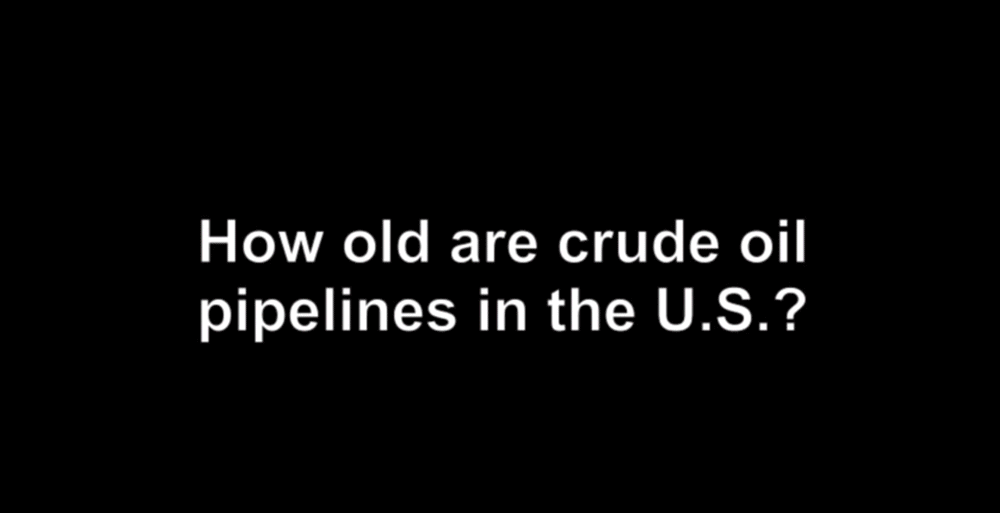 How old are crude oil
pipelines in the U.S.?